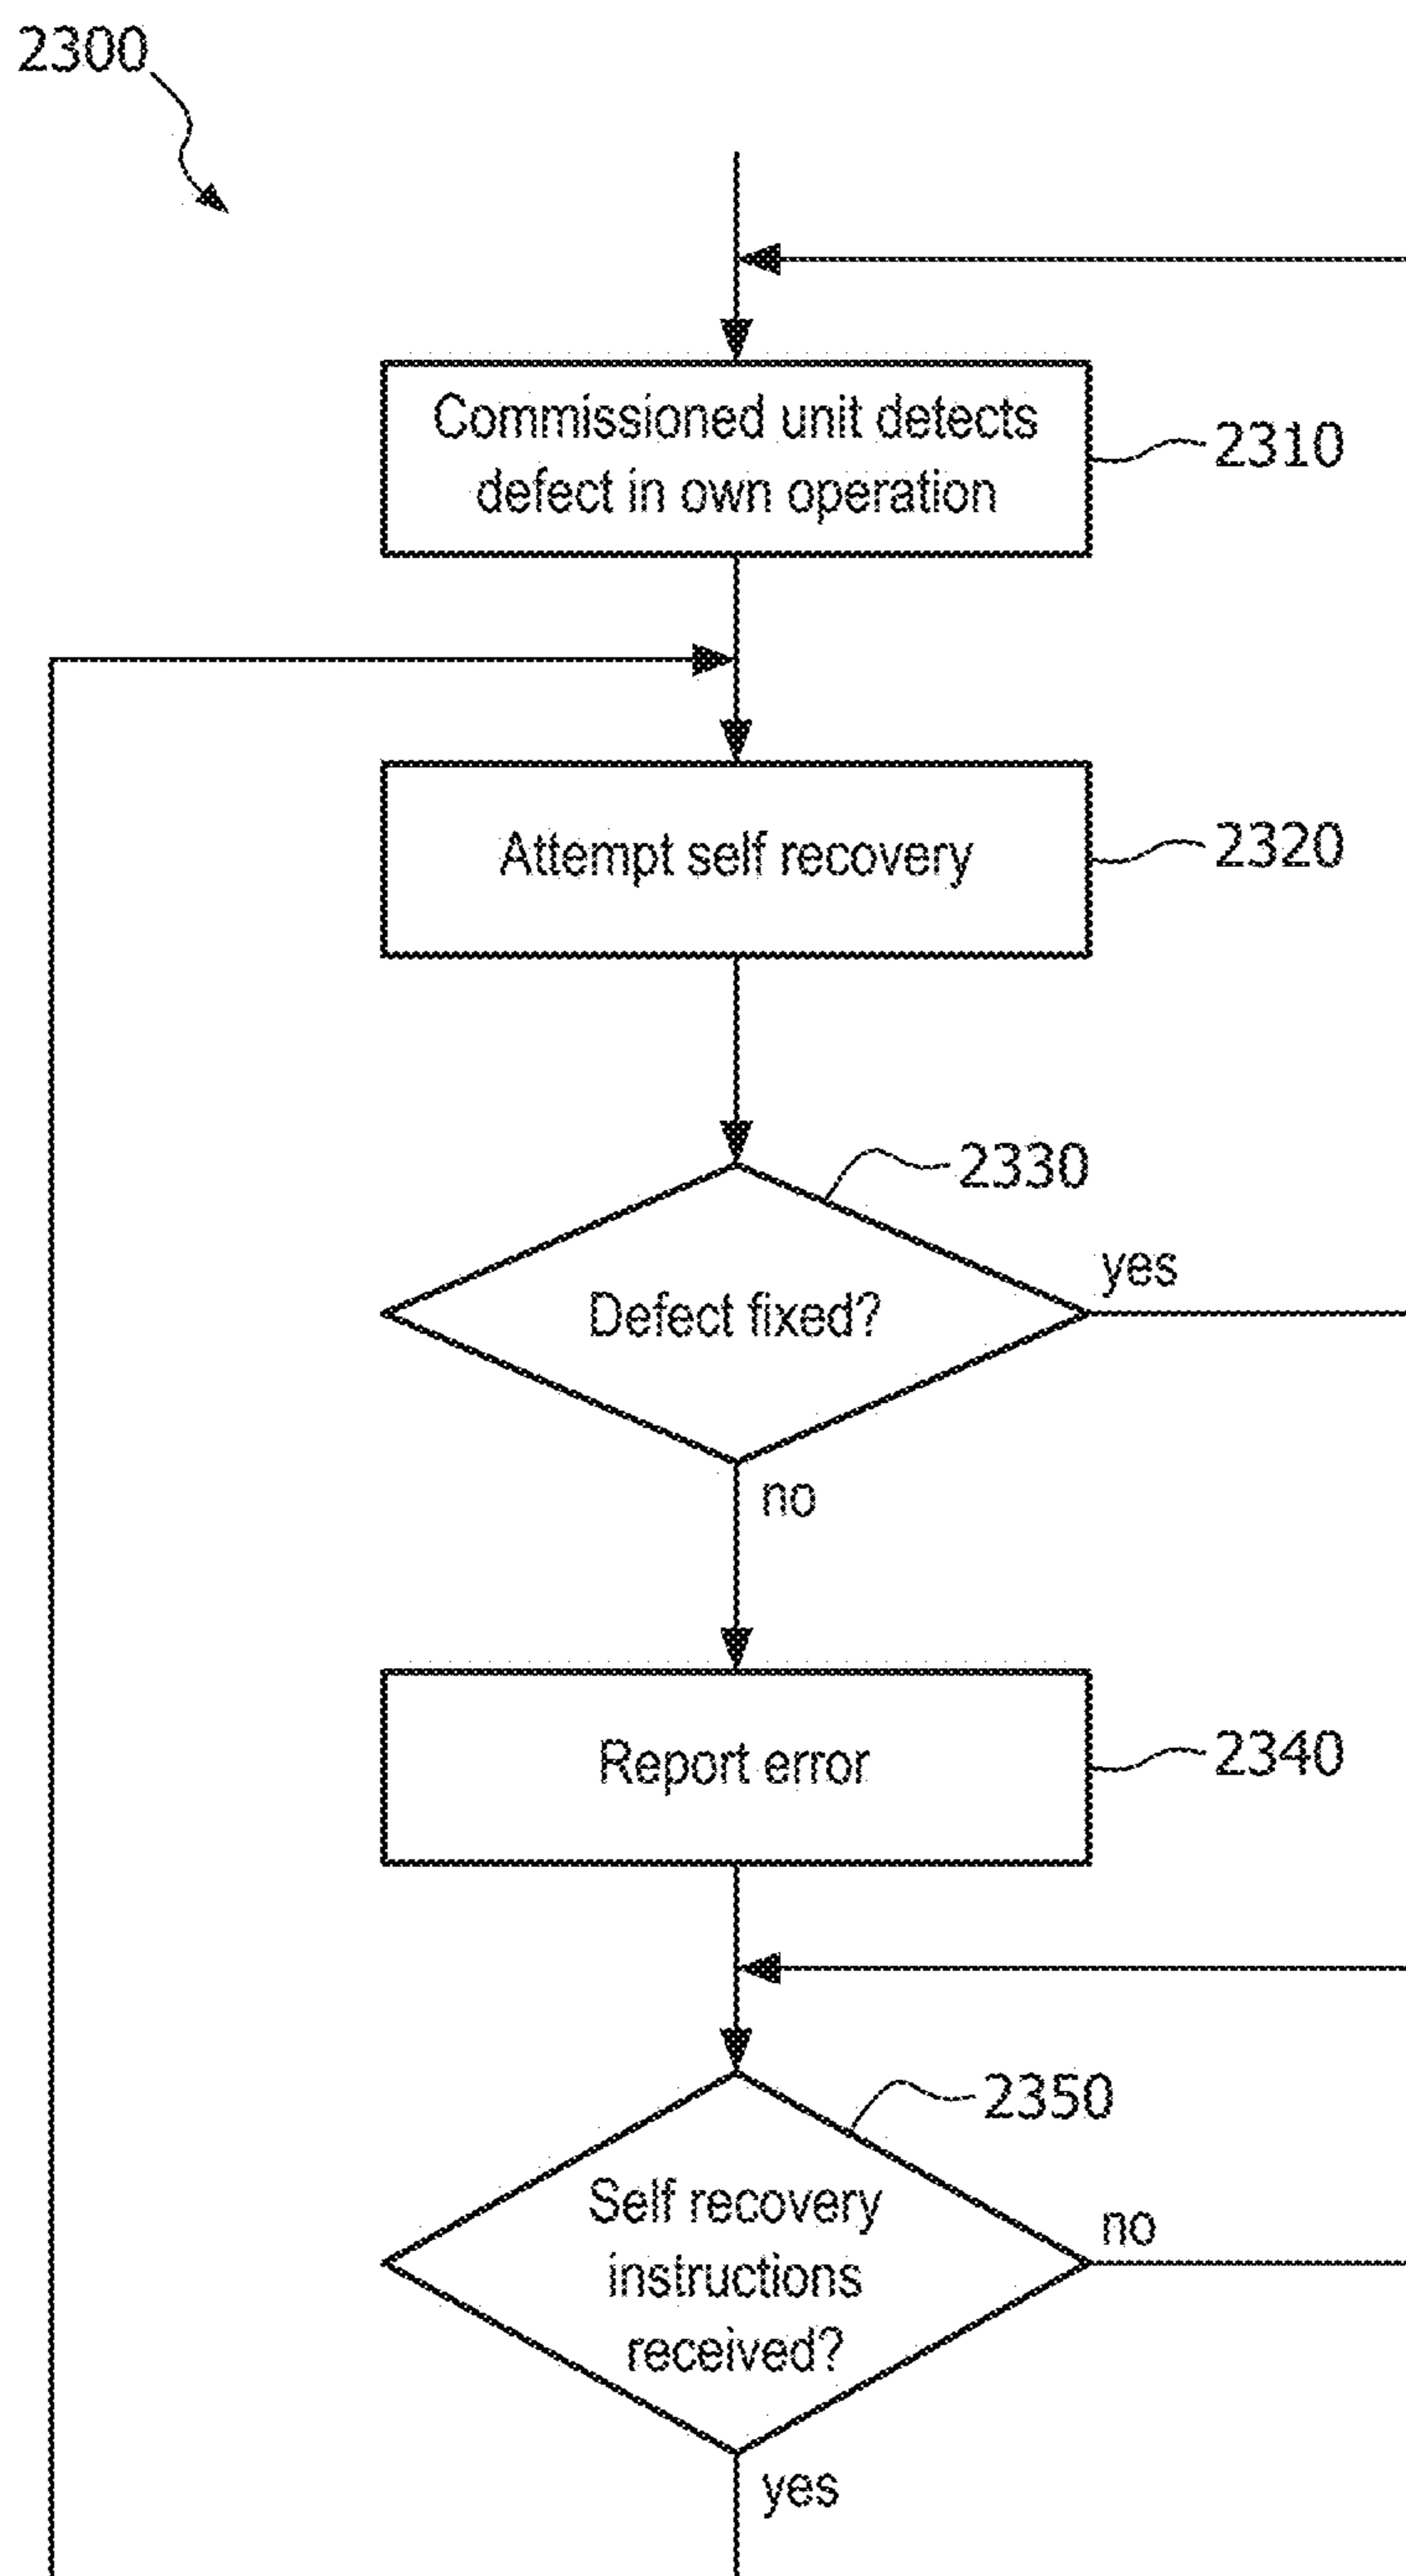 2300
Commissioned unit detects
defect in own operation
2310
Attempt self recovery
2320
2330
Defect fixed?
yes
no
Report error
2340
2350
Self recovery
instructions
received?
no
yes